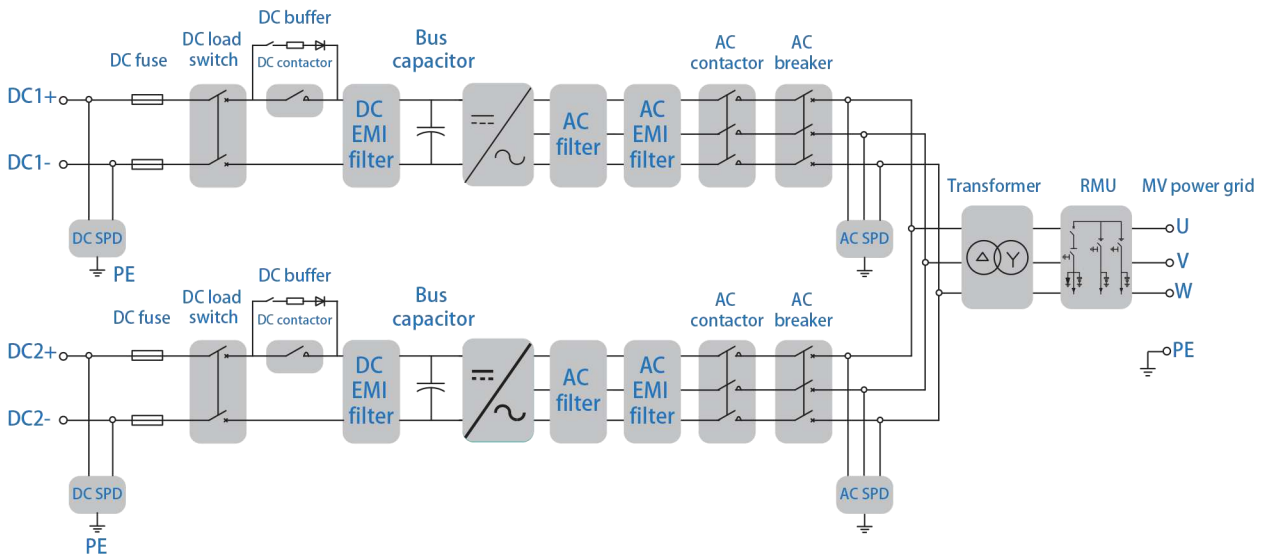 DC buffer
DC load
switch
DC fuse
DC contactor
Bus
capacitor
AC
contactor
AC
breaker
DC1+
DC1-
DC
EMI
filter
AC
filter
AC
EMI
filter
DC SPD
PE
AC SPD
Transformer
RMU
MV power grid
U
V
W
PE
DC buffer
DC load
switch
DC fuse
DC contactor
Bus
capacitor
AC
contactor
AC
breaker
DC2+
DC2-
DC
EMI
filter
AC
filter
AC
EMI
filter
DC SPD
PE
AC SPD